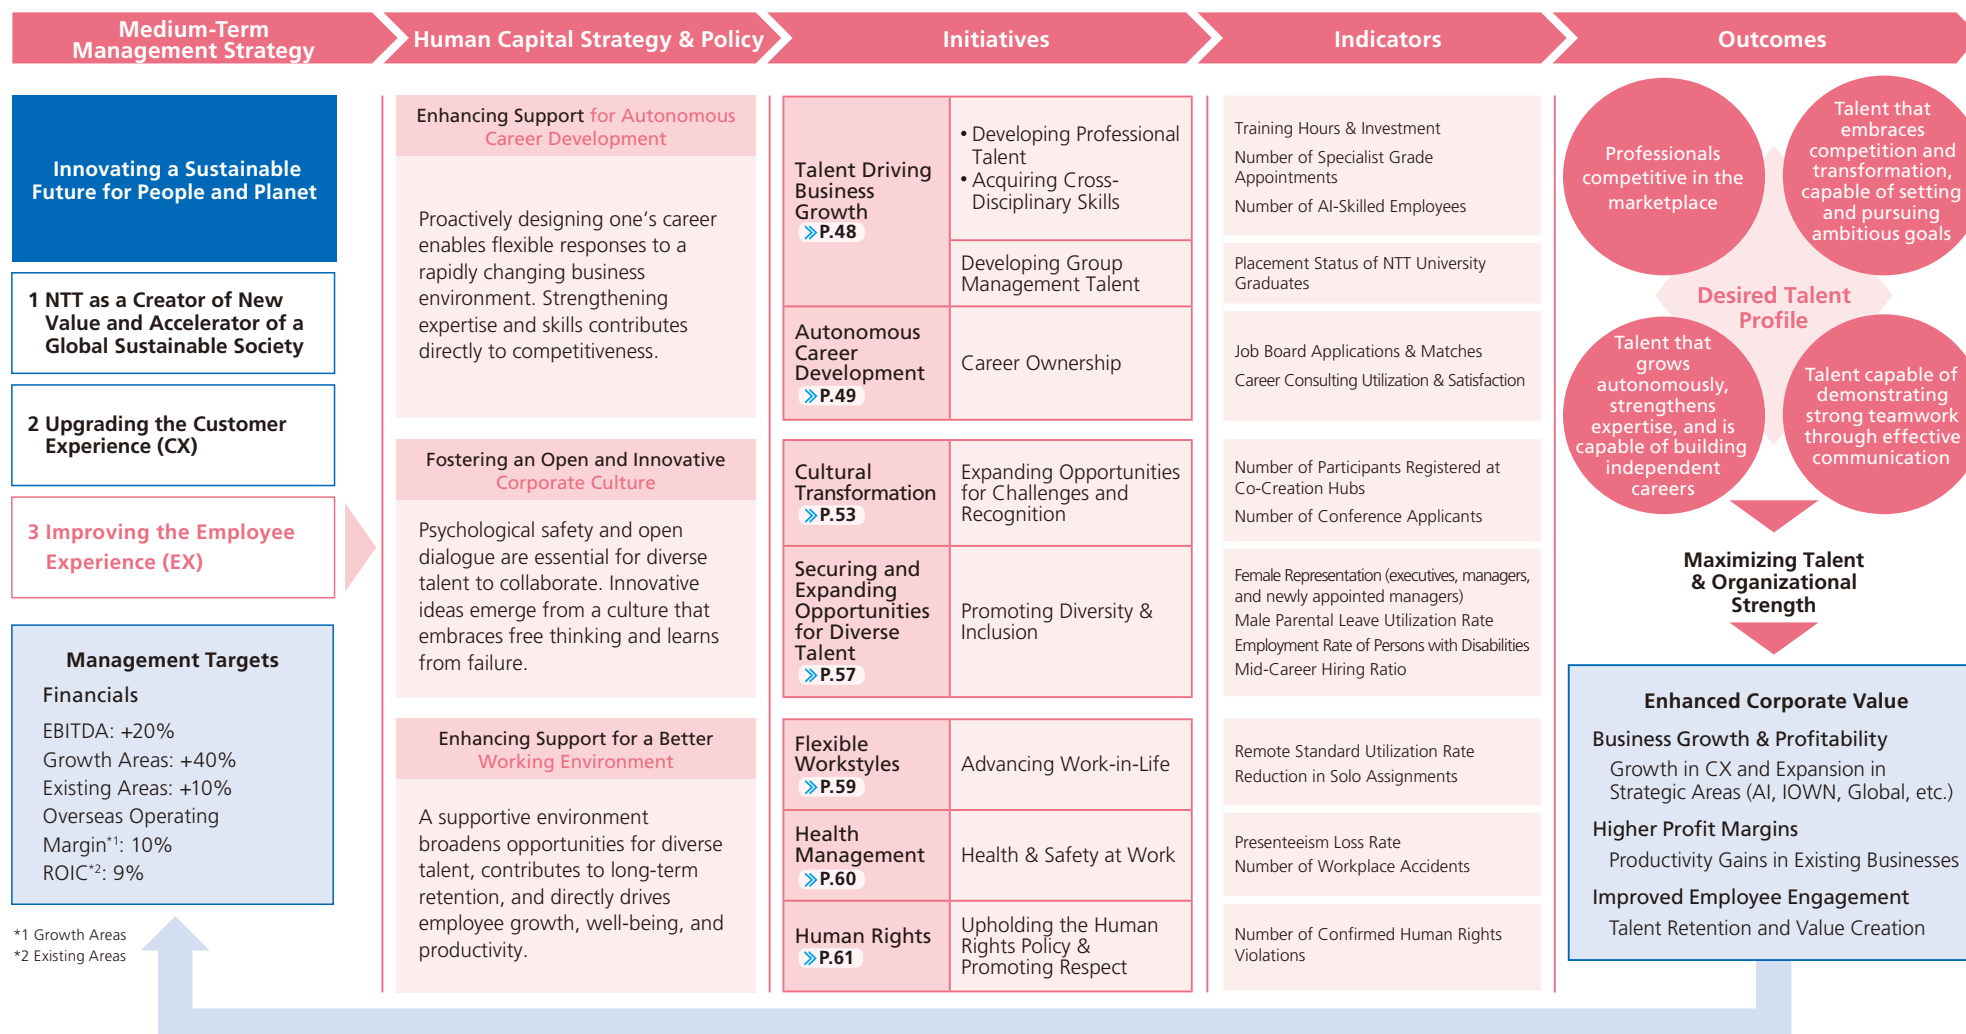 Medium-Term
Management Strategy
Human Capital Strategy & Policy
Initiatives
Indicators
Outcomes
Innovating a Sustainable
Future for People and Planet
1 NTT as a Creator of New
Value and Accelerator of a
Global Sustainable Society
2 Upgrading the Customer
Experience (CX)
3 Improving the Employee
Experience (EX)
Management Targets
Financials
EBITDA: +20%
Growth Areas: +40%
Existing Areas: +10%
Overseas Operating
Margin*1: 10%
ROIC*2: 9%
*1 Growth Areas
*2 Existing Areas
Enhancing Support for Autonomous
Career Development
Proactively designing one's career
enables flexible responses to a
rapidly changing business
environment. Strengthening
expertise and skills contributes
directly to competitiveness.
Fostering an Open and Innovative
Corporate Culture
Psychological safety and open
dialogue are essential for diverse
talent to collaborate. Innovative
ideas emerge from a culture that
embraces free thinking and learns
from failure.
Enhancing Support for a Better
Working Environment
A supportive environment
broadens opportunities for diverse
talent, contributes to long-term
retention, and directly drives
employee growth, well-being, and
productivity.
Talent Driving
Business
Growth
P.48
• Developing Professional
Talent
• Acquiring Cross-
Disciplinary Skills
Developing Group
Management Talent
Autonomous
Career
Development
P.49
Career Ownership
Cultural
Transformation
P.53
Expanding Opportunities
for Challenges and
Recognition
Securing and
Expanding
Opportunities
for Diverse
Talent
P.57
Promoting Diversity &
Inclusion
Flexible
Workstyles
P.59
Advancing Work-in-Life
Health
Management
P.60
Health & Safety at Work
Human Rights
P.61
Upholding the Human
Rights Policy &
Promoting Respect
Training Hours & Investment
Number of Specialist Grade
Appointments
Number of AI-Skilled Employees
Placement Status of NTT University
Graduates
Job Board Applications & Matches
Career Consulting Utilization & Satisfaction
Number of Participants Registered at
Co-Creation Hubs
Number of Conference Applicants
Female Representation (executives, managers,
and newly appointed managers)
Male Parental Leave Utilization Rate
Employment Rate of Persons with Disabilities
Mid-Career Hiring Ratio
Remote Standard Utilization Rate
Reduction in Solo Assignments
Presenteeism Loss Rate
Number of Workplace Accidents
Number of Confirmed Human Rights
Violations
Professionals
competitive in the
marketplace
Talent that
embraces
competition and
transformation,
capable of setting
and pursuing
ambitious goals
Desired Talent
Profile
Talent that
grows
autonomously,
strengthens
expertise, and is
capable of building
independent
careers
Talent capable of
demonstrating
strong teamwork
through effective
communication
Maximizing Talent
& Organizational
Strength
Enhanced Corporate Value
Business Growth & Profitability
Growth in CX and Expansion in
Strategic Areas (AI, IOWN, Global, etc.)
Higher Profit Margins
Productivity Gains in Existing Businesses
Improved Employee Engagement
Talent Retention and Value Creation